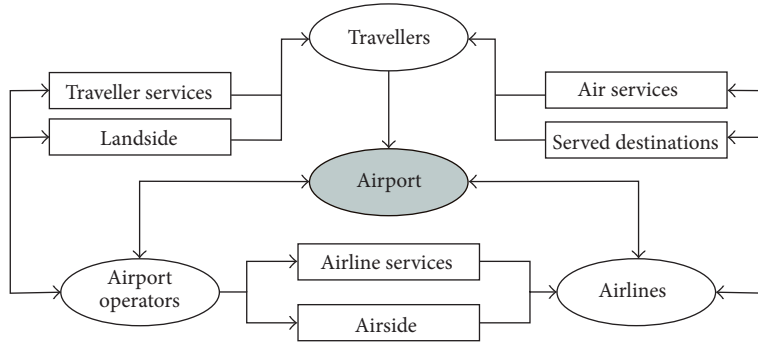 Travellers
Traveller services
Air services
Landside
Served destinations
Airport
Airport
operators
Airline services
Airlines
Airside